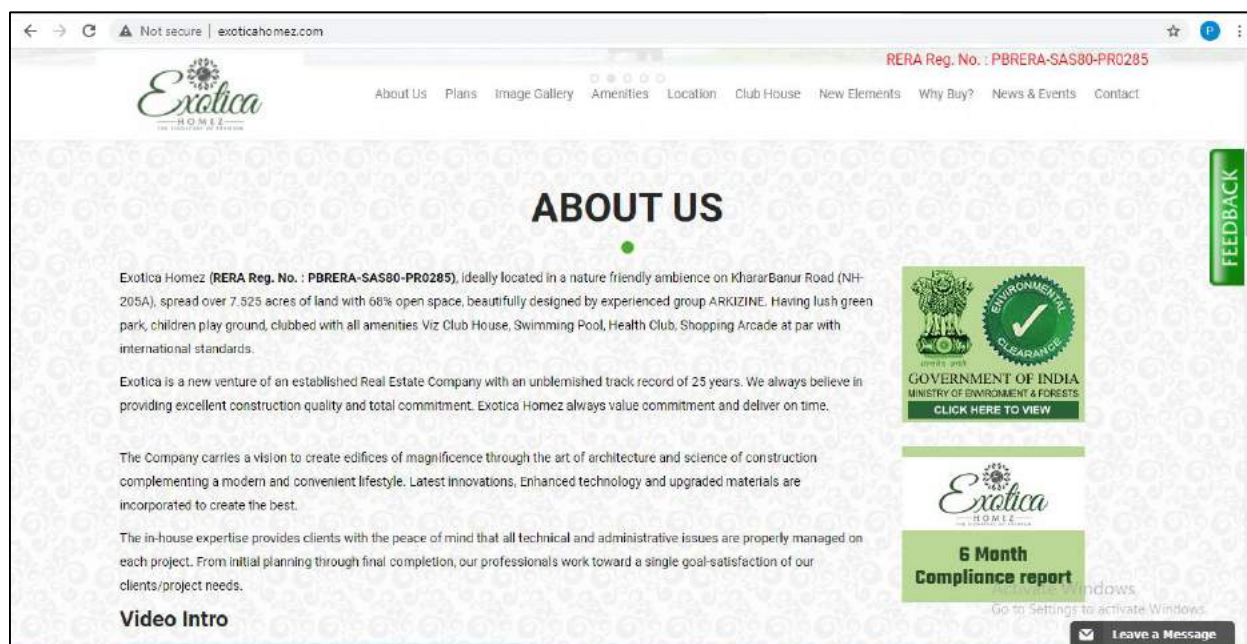 Not secure | exoticahomez.com
P
RERA Reg. No. : PBRERA-SAS80-PR0285
Exotica
HOMEZ
About Us Plans Image Gallery Amenities Location Club House New Elements Why Buy? News & Events Contact
FEEDBACK
ABOUT US
Exotica Homez (RERA Reg. No. : PBRERA-SAS80-PR0285), ideally located in a nature friendly ambience on KhararBanur Road (NH-
205A), spread over 7.525 acres of land with 68% open space, beautifully designed by experienced group ARKIZINE. Having lush green
park, children play ground, clubbed with all amenities Viz Club House, Swimming Pool, Health Club, Shopping Arcade at par with
international standards.
Exotica is a new venture of an established Real Estate Company with an unblemished track record of 25 years. We always believe in
providing excellent construction quality and total commitment. Exotica Homez always value commitment and deliver on time.
The Company carries a vision to create edifices of magnificence through the art of architecture and science of construction
complementing a modern and convenient lifestyle. Latest innovations, Enhanced technology and upgraded materials are
incorporated to create the best.
The in-house expertise provides clients with the peace of mind that all technical and administrative issues are properly managed on
each project. From initial planning through final completion, our professionals work toward a single goal-satisfaction of our
clients/project needs.
Video Intro
ENVIRONMENTAL
CLEARANCE
GOVERNMENT OF INDIA
MINISTRY OF ENVIRONMENT & FORESTS
CLICK HERE TO VIEW
Exotica
HOMEZ
6 Month
Compliance report
Activate Windows
Go to Settings to activate Windows.
Leave a Message